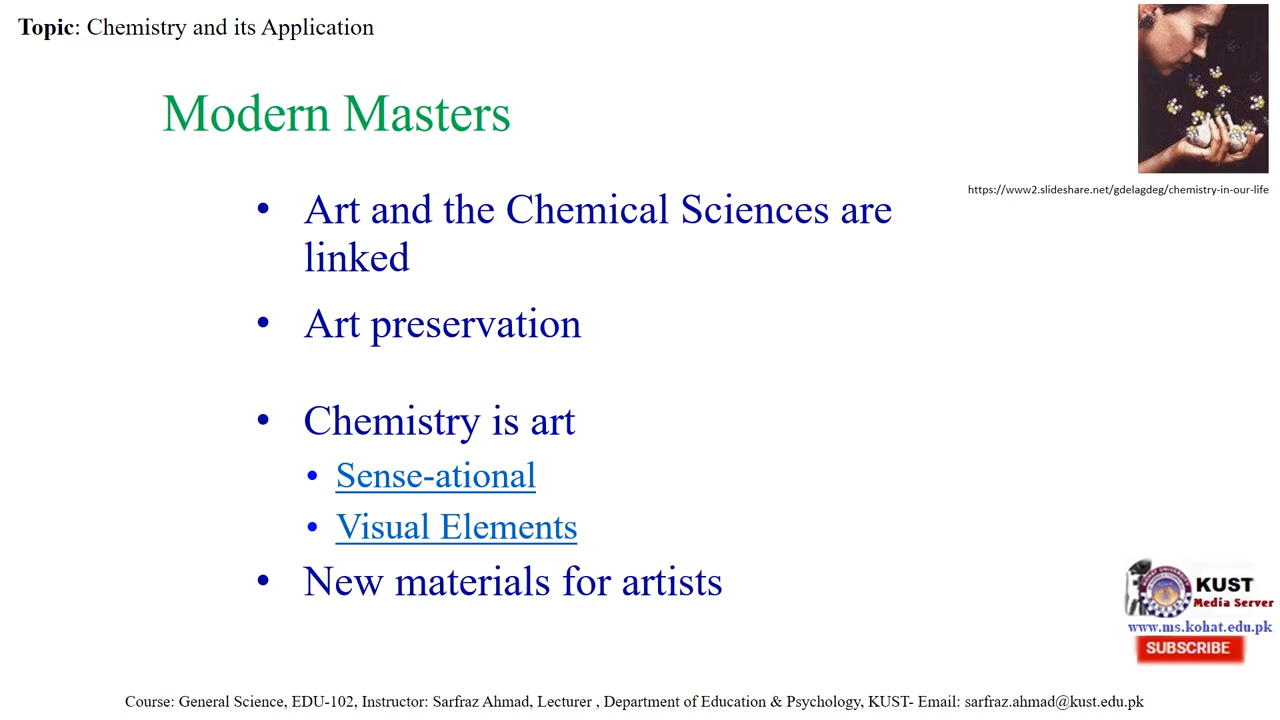 Topic: Chemistry and its Application
Modern Masters
https://www2.slideshare.net/gdelagdeg/chemistry-in-our-life
• Art and the Chemical Sciences are
linked
• Art preservation
• Chemistry is art
• Sense-ational
• Visual Elements
• New materials for artists
KUST
Media Server
www.ms.kohat.edu.pk
SUBSCRIBE
Course: General Science, EDU-102, Instructor: Sarfraz Ahmad, Lecturer , Department of Education & Psychology, KUST- Email: sarfraz.ahmad@kust.edu.pk